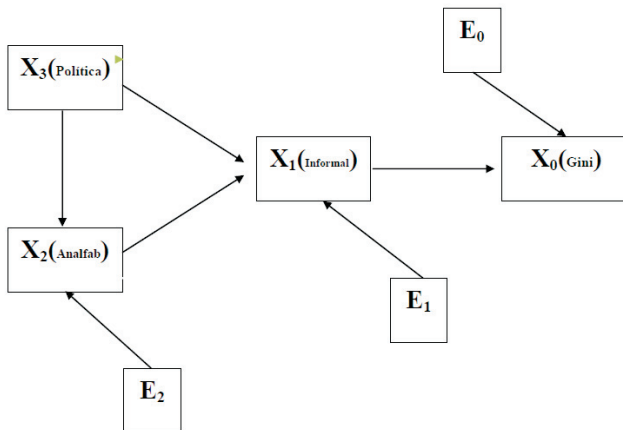 E₀
X₃(Política)
X₁(Informal)
X₀(Gini)
X₂(Analfab)
E₁
E₂